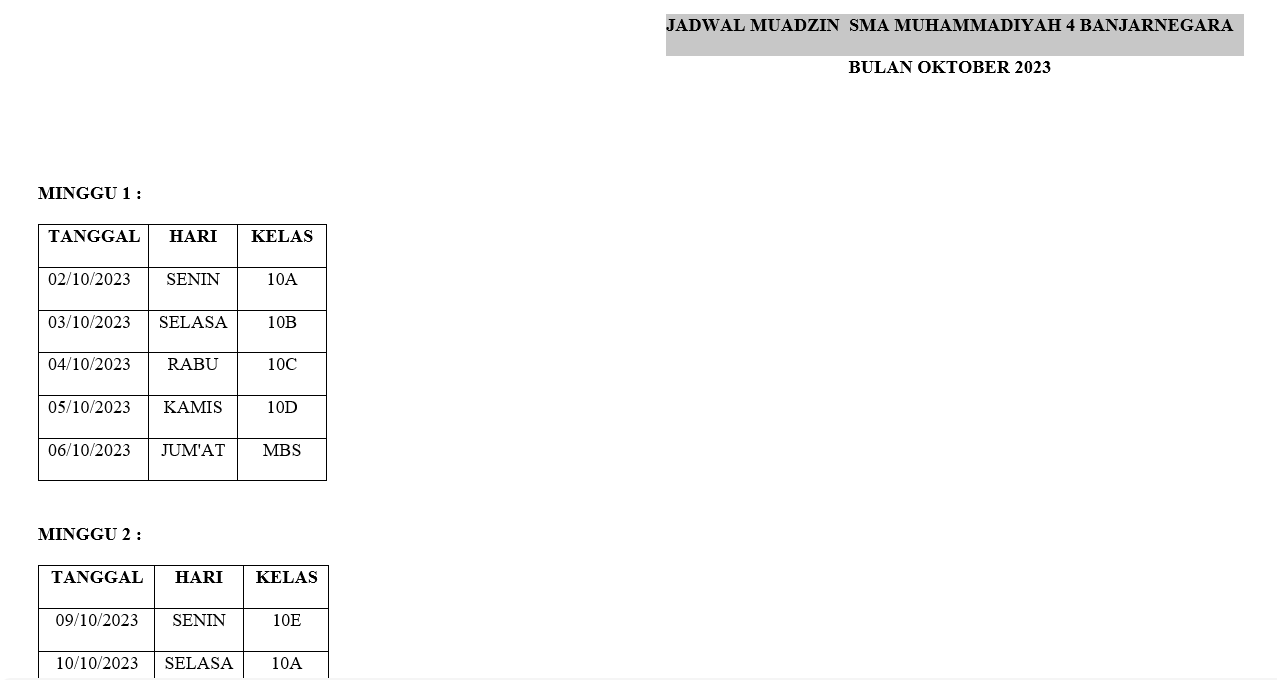 JADWAL MUADZIN  SMA MUHAMMADIYAH 4 BANJARNEGARA
BULAN OKTOBER 2023
MINGGU 1 :
TANGGAL HARI KELAS
02/10/2023 SENIN 10A
03/10/2023 SELASA 10B
04/10/2023 RABU 10C
05/10/2023 KAMIS 10D
06/10/2023 JUM'AT MBS
MINGGU 2 :
TANGGAL HARI KELAS
09/10/2023 SENIN 10E
10/10/2023 SELASA 10A